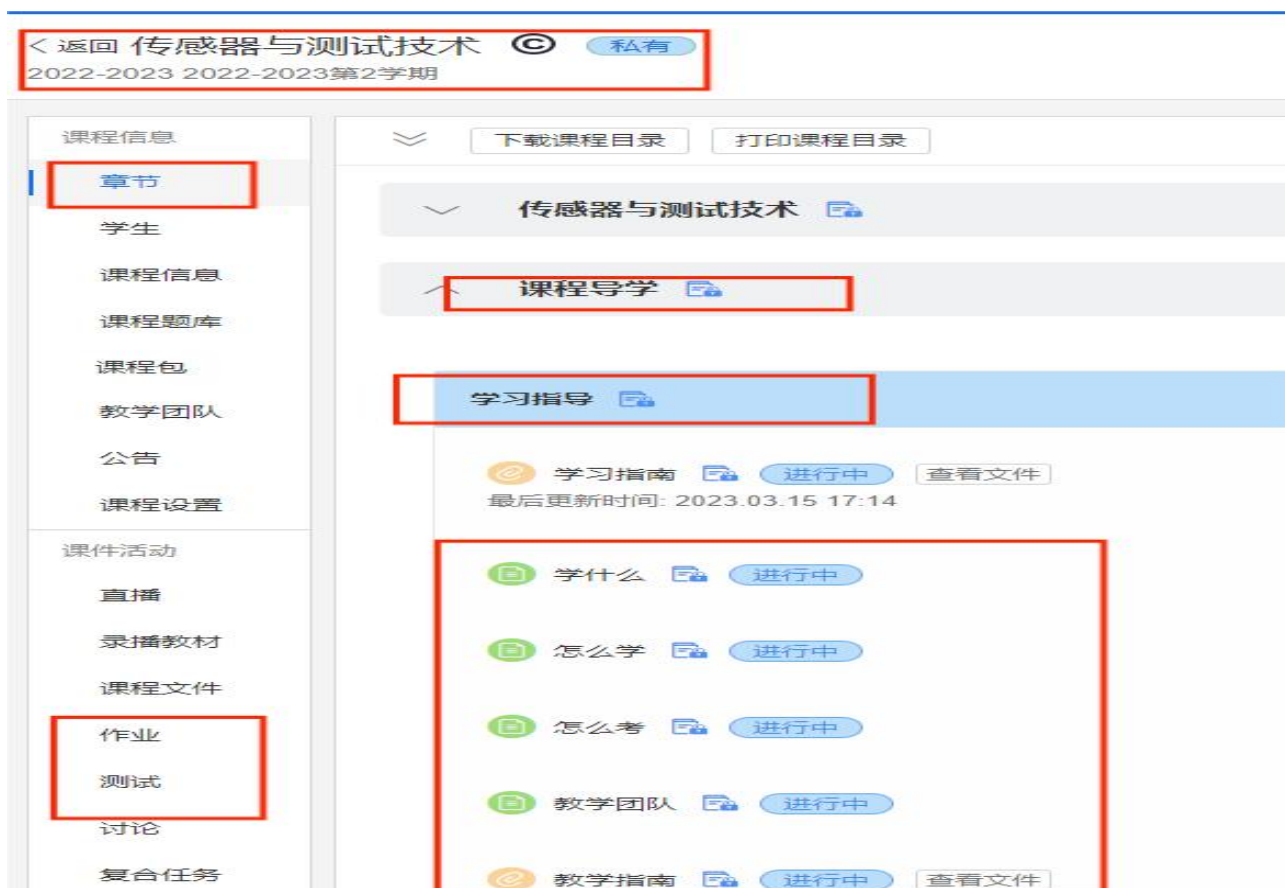 < 返回 传感器与测试技术 © 私有
2022-2023 2022-2023第2学期
课程信息
章节
学生
课程信息
课程题库
课程包
教学团队
公告
课程设置
课件活动
直播
录播教材
课程文件
作业
测试
讨论
复合任务
下载课程目录 打印课程目录
传感器与测试技术
课程导学
学习指导
学习指南 进行中 查看文件
最后更新时间: 2023.03.15 17:14
学什么 进行中
怎么学 进行中
怎么考 进行中
教学团队 进行中
教学指南 进行中 查看文件